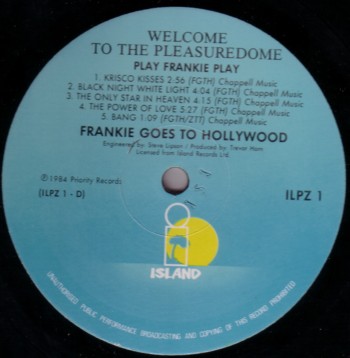 WELCOME
TO THE PLEASUREDOME
PLAY FRANKIE PLAY
1. KRISCO KISSES 2·56 (FGTH) Chappell Music
2. BLACK NIGHT WHITE LIGHT 4·04 (FGTH) Chappell Music
3. THE ONLY STAR IN HEAVEN 4·15 (FGTH) Chappell Music
4. THE POWER OF LOVE 5·27 (FGTH) Chappell Music
5. BANG 1.09 (FGTH/ZTT) Chappell Music
FRANKIE GOES TO HOLLYWOOD
Engineered by: Steve Lipson / Produced by: Trevor Horn
Licensed from Island Records Ltd.
℗ 1984 Priority Records
(ILPZ 1 - D)
ILPZ 1
ISLAND
UNAUTHORISED PUBLIC PERFORMANCE BROADCASTING AND COPYING OF THIS RECORD PROHIBITED